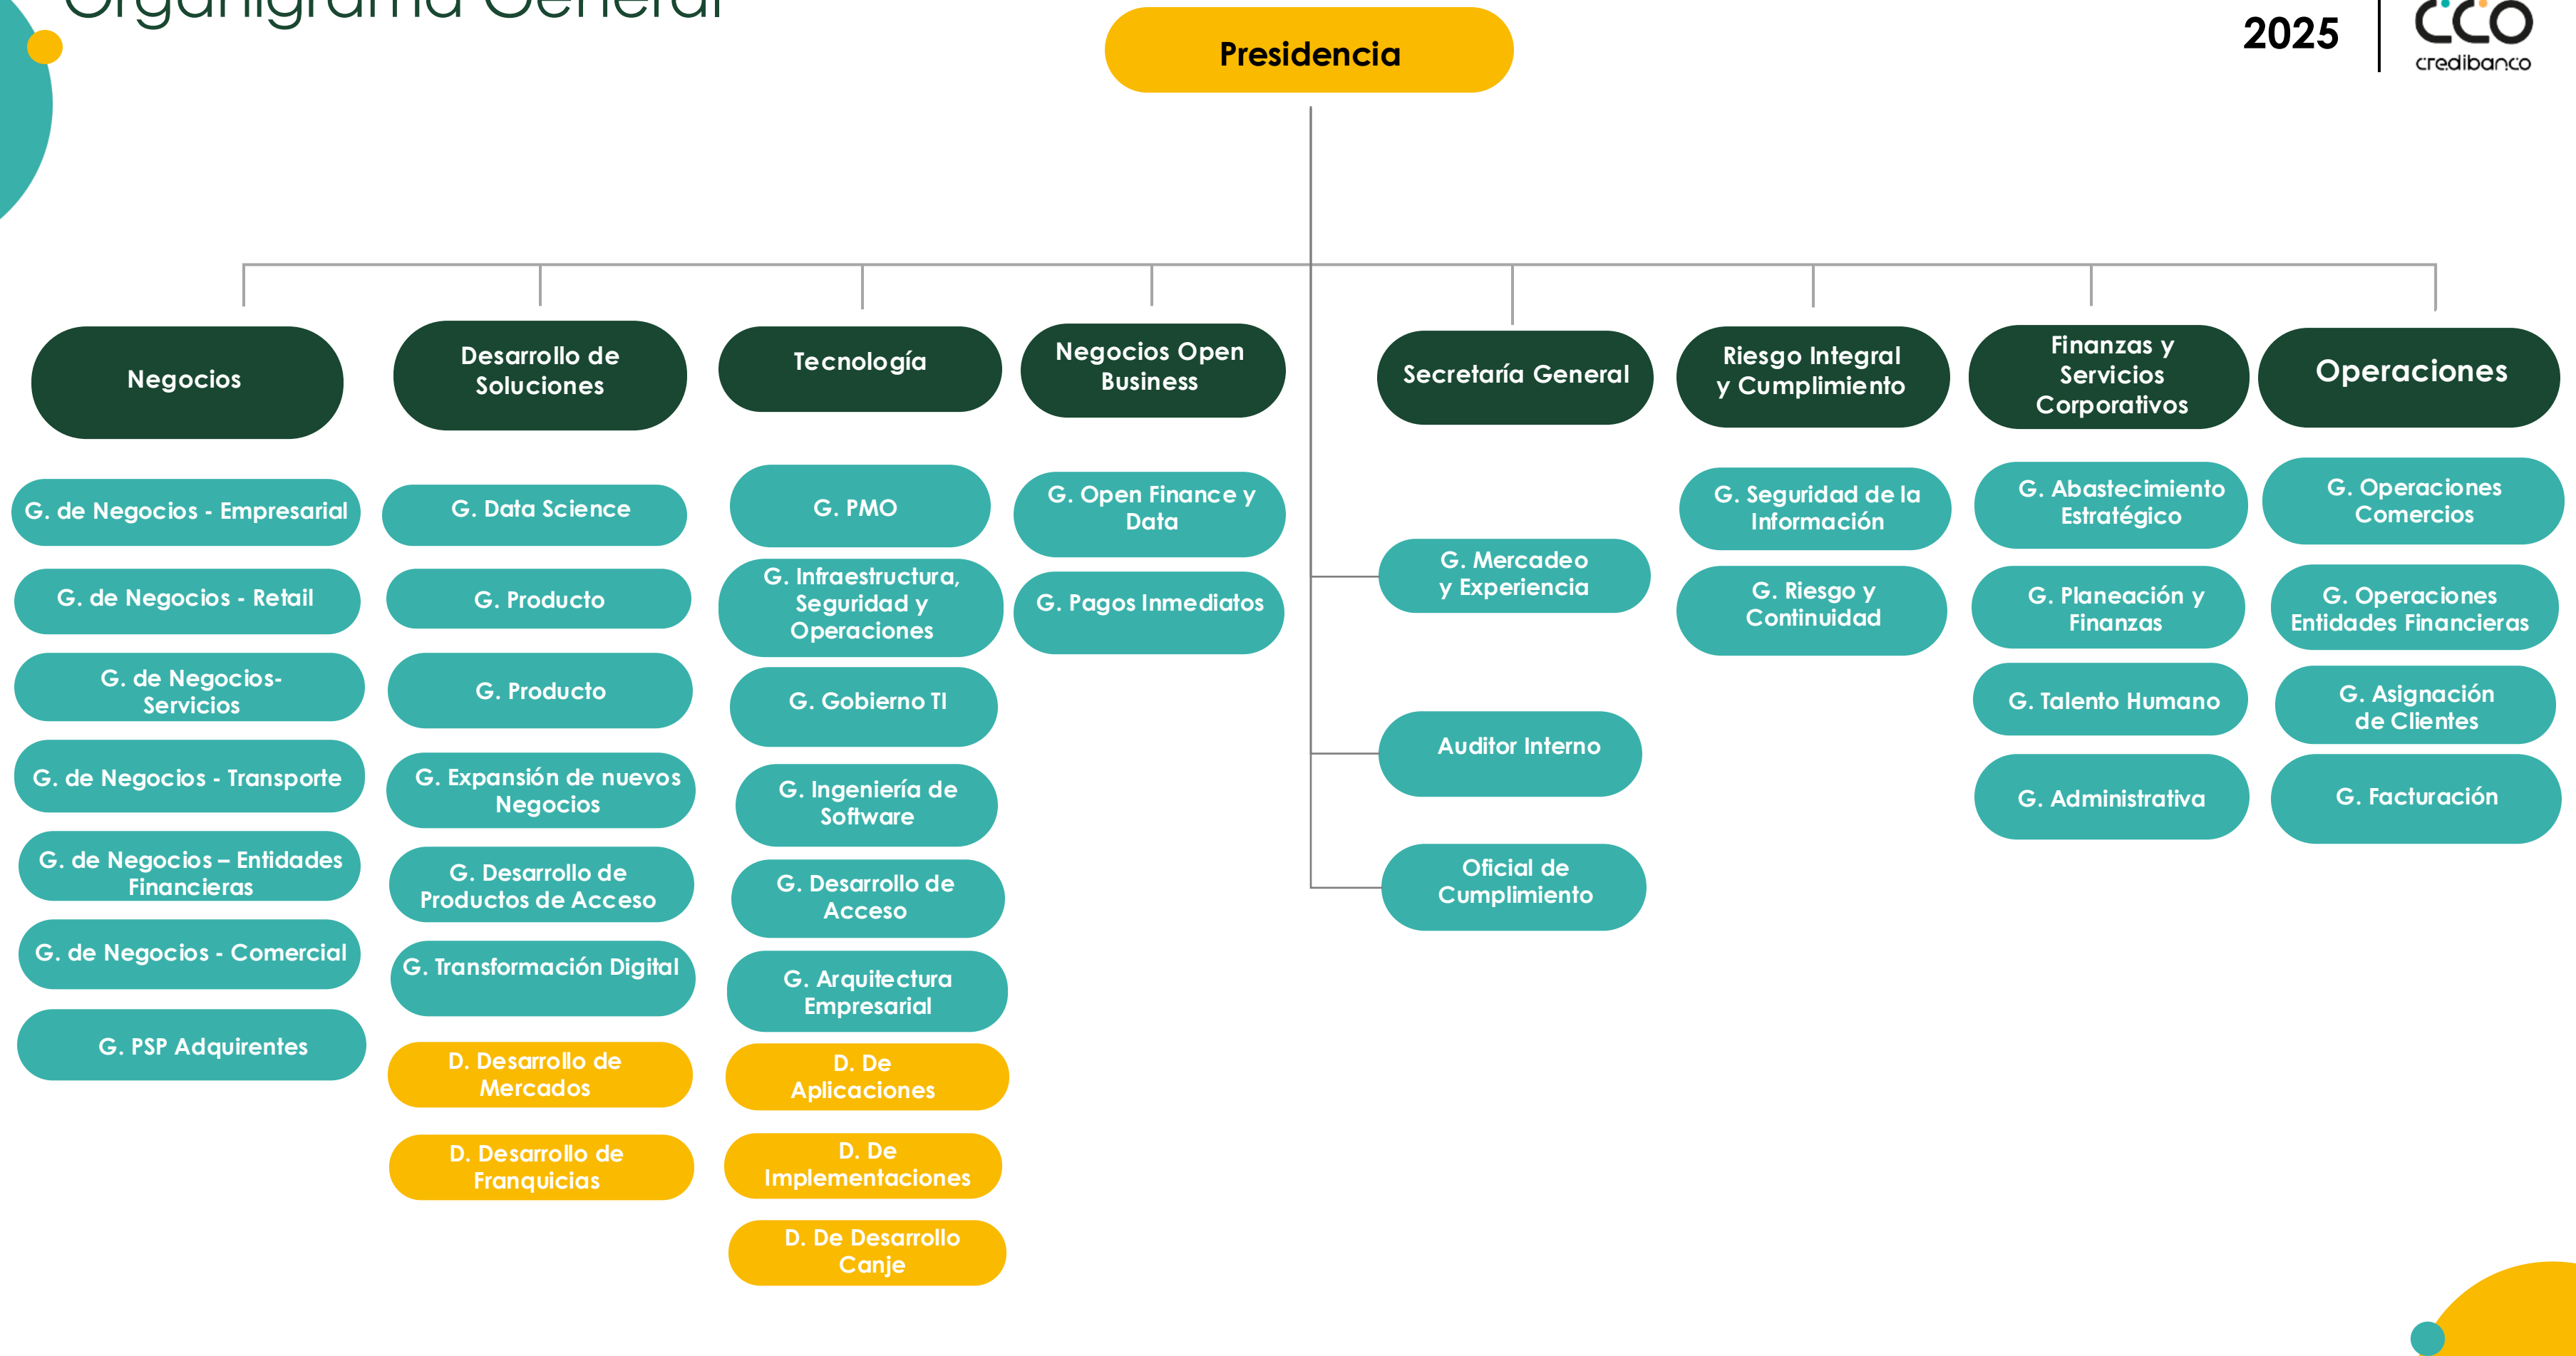 Organigrama General
2025
credibanco
Presidencia
Negocios
Desarrollo de
Soluciones
Tecnología
Negocios Open
Business
Secretaría General
Riesgo Integral
y Cumplimiento
Finanzas y
Servicios
Corporativos
Operaciones
G. de Negocios - Empresarial
G. de Negocios - Retail
G. de Negocios-
Servicios
G. de Negocios - Transporte
G. de Negocios – Entidades
Financieras
G. de Negocios - Comercial
G. PSP Adquirentes
G. Data Science
G. Producto
G. Producto
G. Expansión de nuevos
Negocios
G. Desarrollo de
Productos de Acceso
G. Transformación Digital
D. Desarrollo de
Mercados
D. Desarrollo de
Franquicias
G. PMO
G. Infraestructura,
Seguridad y
Operaciones
G. Gobierno TI
G. Ingeniería de
Software
G. Desarrollo de
Acceso
G. Arquitectura
Empresarial
D. De
Aplicaciones
D. De
Implementaciones
D. De Desarrollo
Canje
G. Open Finance y
Data
G. Pagos Inmediatos
G. Mercadeo
y Experiencia
Auditor Interno
Oficial de
Cumplimiento
G. Seguridad de la
Información
G. Riesgo y
Continuidad
G. Abastecimiento
Estratégico
G. Planeación y
Finanzas
G. Talento Humano
G. Administrativa
G. Operaciones
Comercios
G. Operaciones
Entidades Financieras
G. Asignación
de Clientes
G. Facturación